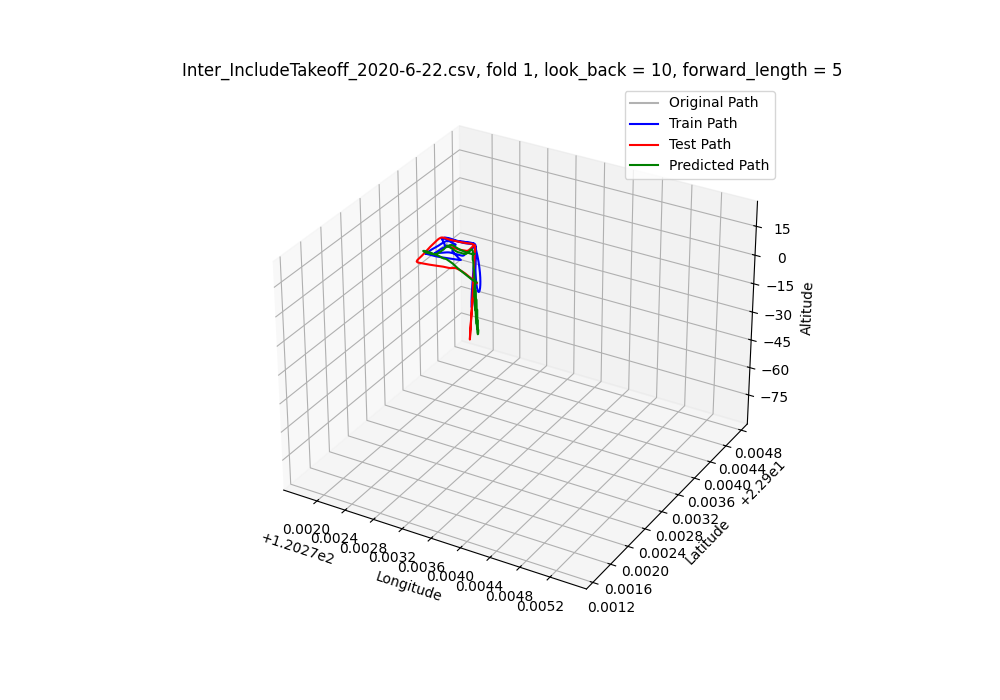 Inter_IncludeTakeoff_2020-6-22.csv, fold 1, look_back = 10, forward_length = 5
Original Path
Train Path
Test Path
Predicted Path
15
0
−15
−30
−45
−60
−75
Altitude
0.0048
0.0044
0.0040
0.0036
0.0032
0.0028
0.0024
0.0020
0.0016
0.0012
+2.29e1
Latitude
0.0020
0.0024
0.0028
0.0032
0.0036
0.0040
0.0044
0.0048
0.0052
+1.2027e2
Longitude